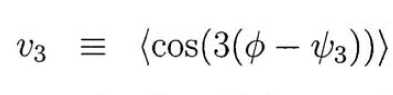 v₃ ≡ ⟨cos(3(ϕ − ψ₃))⟩